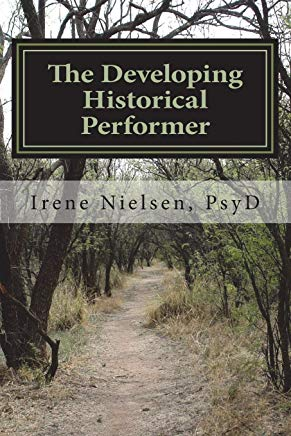 The Developing
Historical
Performer
Irene Nielsen, PsyD